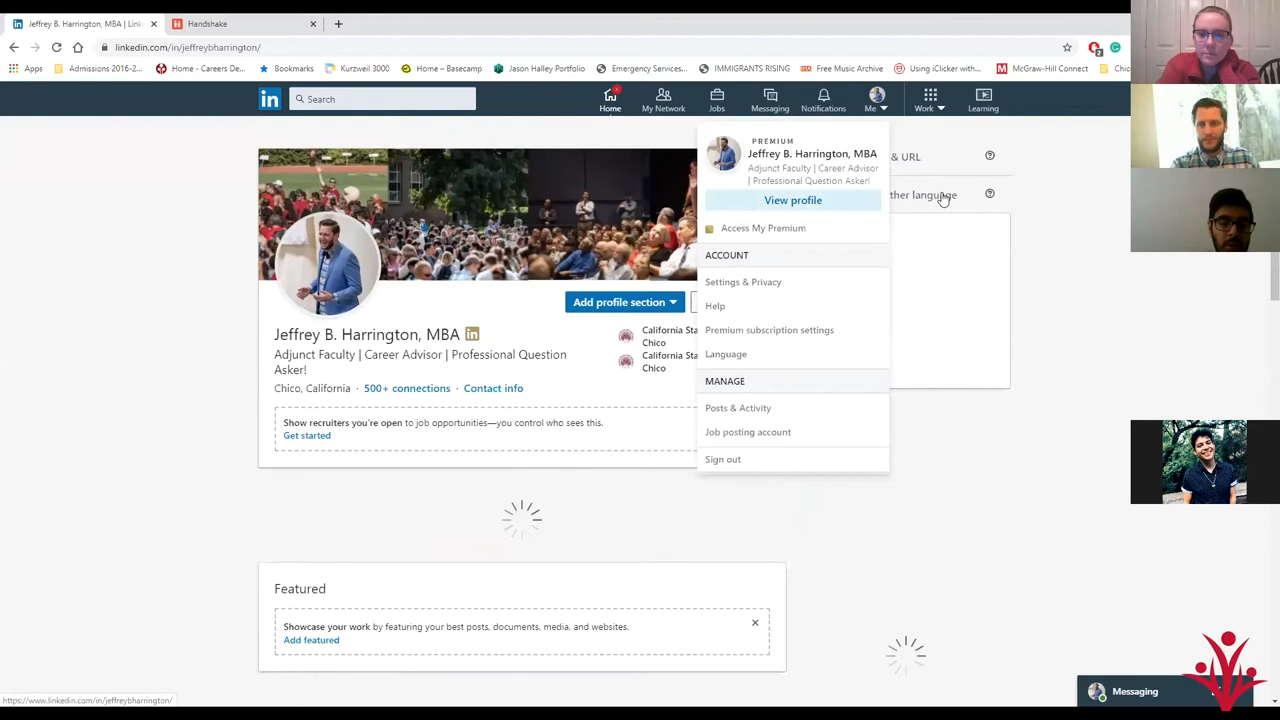 Jeffrey B. Harrington, MBA | Link
Handshake
linkedin.com/in/jeffreybharrington/
Apps
Admissions 2016-2...
Home - Careers De...
Bookmarks
Kurzweil 3000
Home – Basecamp
Jason Halley Portfolio
Emergency Services...
IMMIGRANTS RISING
Free Music Archive
Using iClicker with...
McGraw-Hill Connect
Chic
in
Search
Home
My Network
Jobs
Messaging
Notifications
Me
Work
Learning
PREMIUM
Jeffrey B. Harrington, MBA
Adjunct Faculty | Career Advisor
| Professional Question Asker!
View profile
Access My Premium
ACCOUNT
Settings & Privacy
Help
Premium subscription settings
Language
MANAGE
Posts & Activity
Job posting account
Sign out
& URL
ther language
Add profile section
Jeffrey B. Harrington, MBA in
Adjunct Faculty | Career Advisor | Professional Question
Asker!
Chico, California · 500+ connections · Contact info
California Sta
Chico
California Sta
Chico
Show recruiters you're open to job opportunities—you control who sees this.
Get started
Featured
Showcase your work by featuring your best posts, documents, media, and websites.
Add featured
Messaging
https://www.linkedin.com/in/jeffreybharrington/